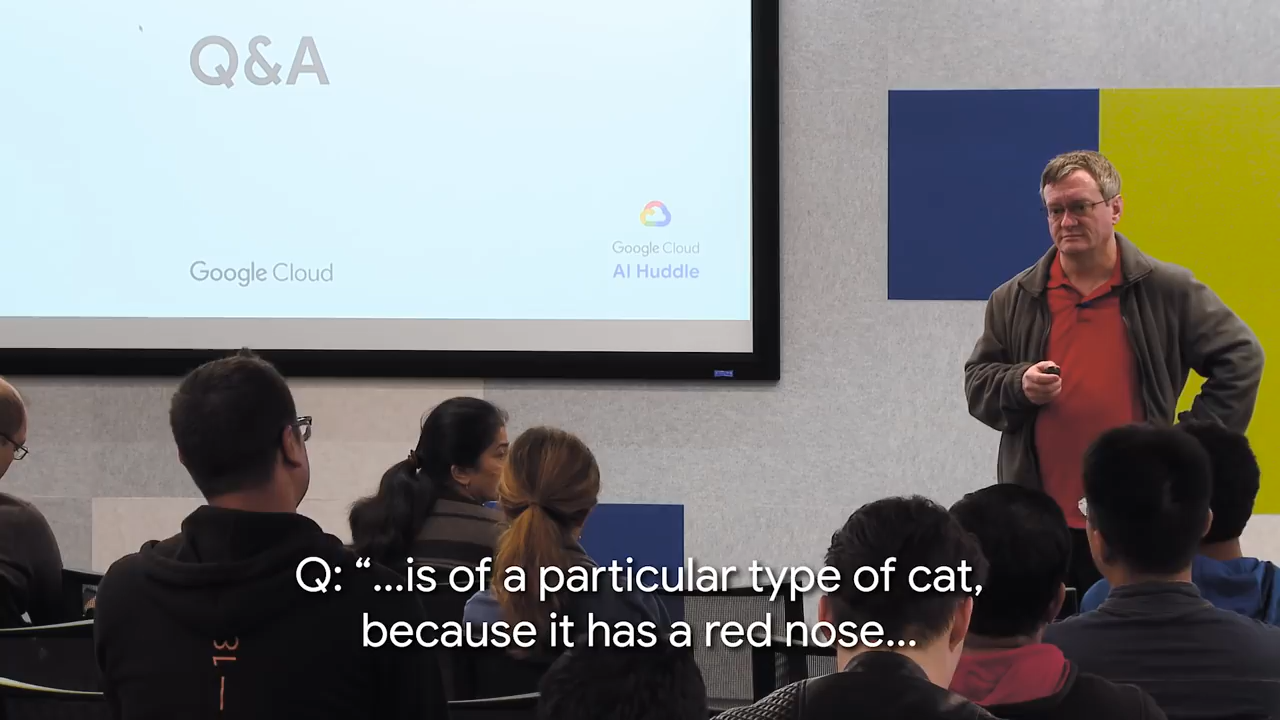 Q&A
Google Cloud
Google Cloud
AI Huddle
Q: “...is of a particular type of cat,
because it has a red nose...